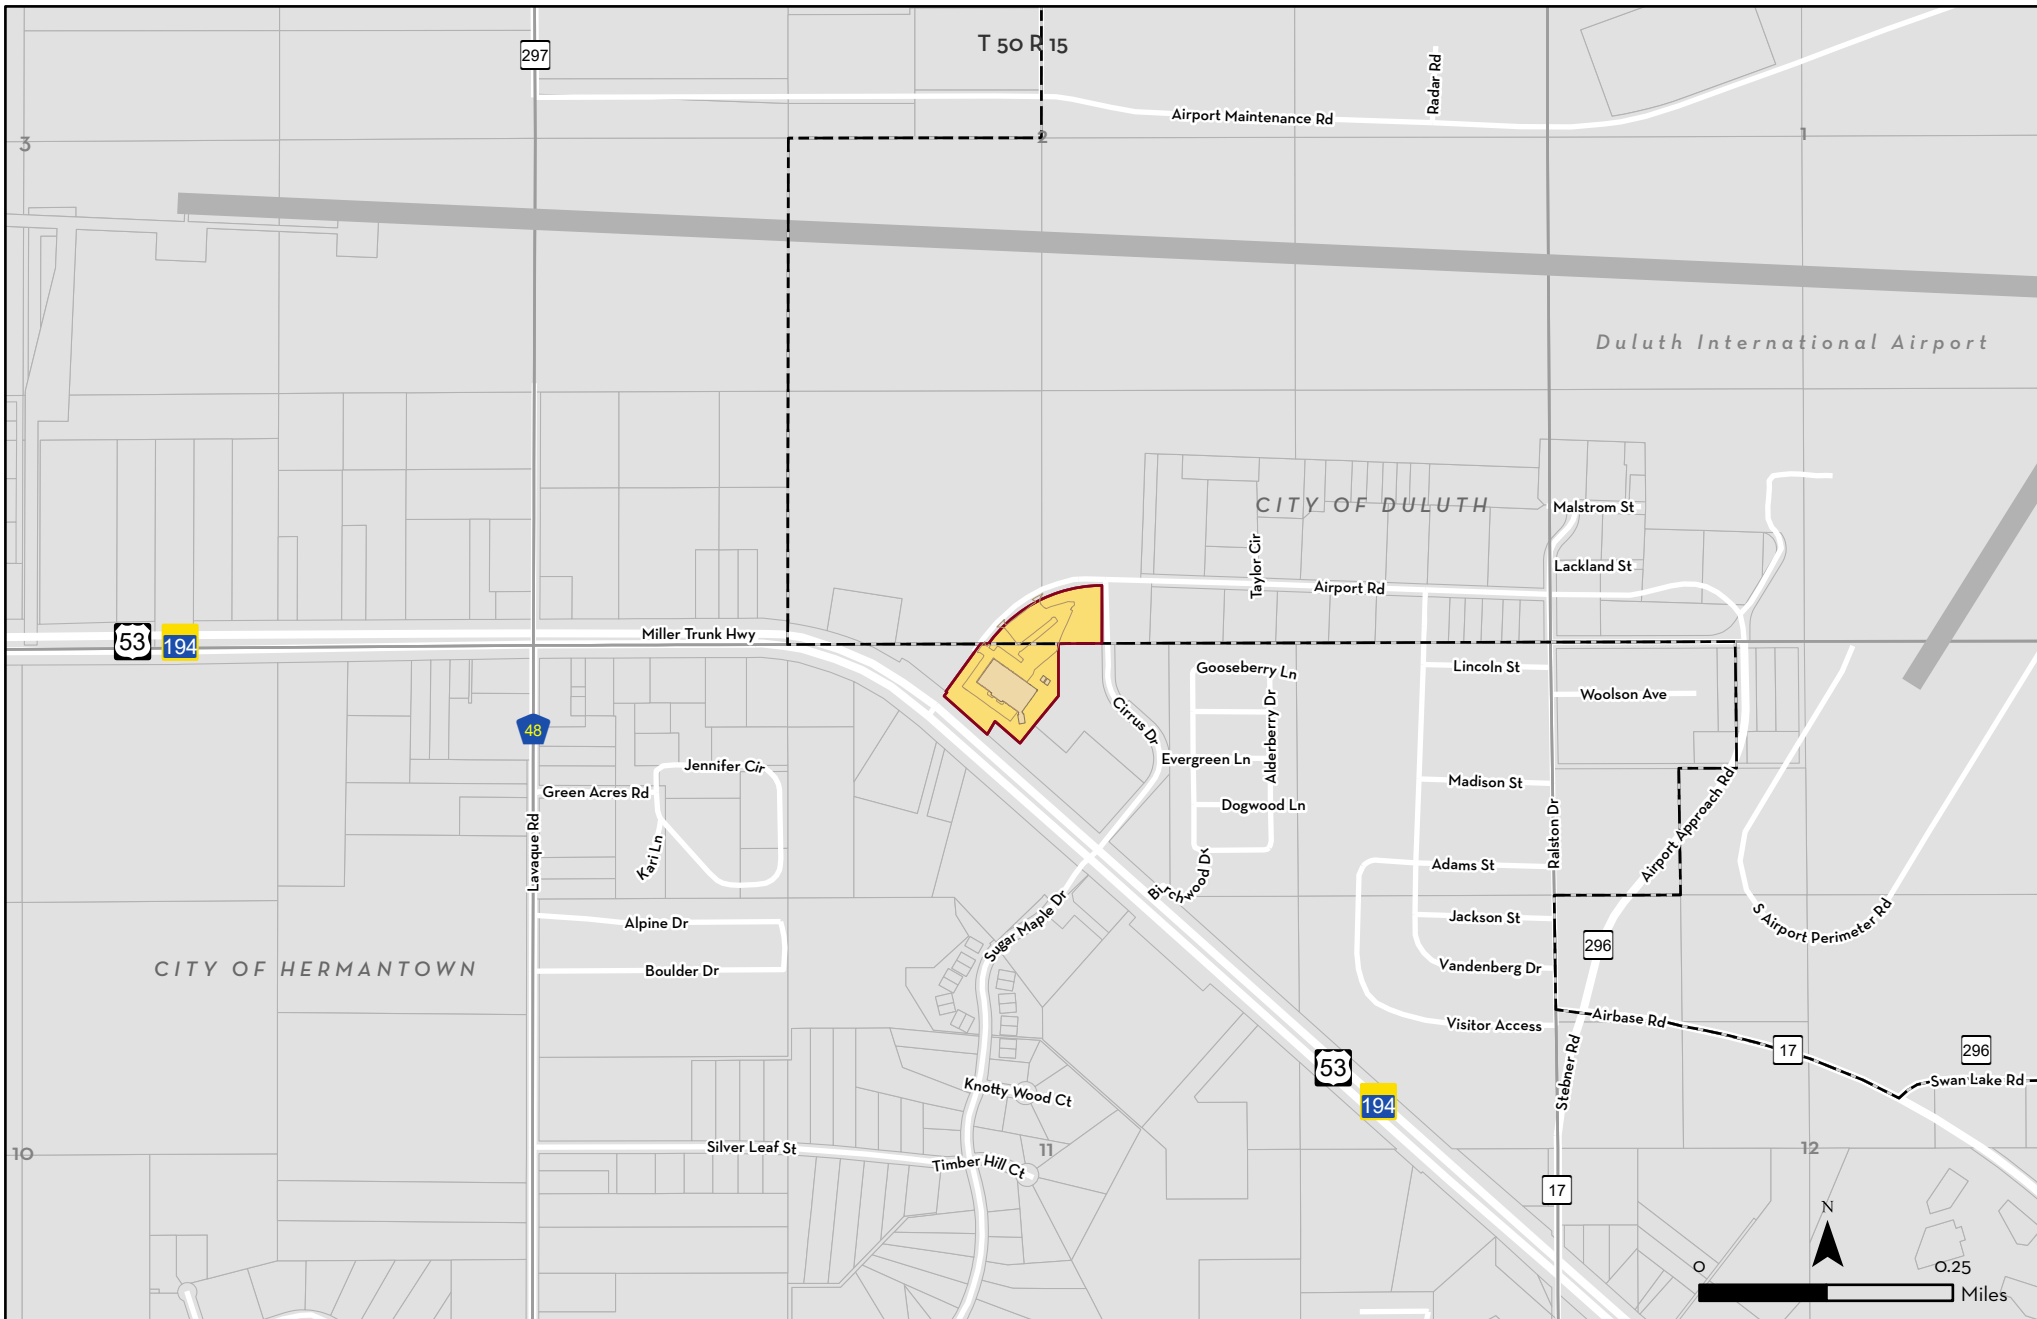 T 50 R 15
297
Radar Rd
Airport Maintenance Rd
3
2
1
Duluth International Airport
CITY OF DULUTH
Malstrom St
Taylor Cir
Lackland St
Airport Rd
53
194
Miller Trunk Hwy
Gooseberry Ln
Lincoln St
Woolson Ave
Alderberry Dr
Cirrus Dr
48
Evergreen Ln
Jennifer Cir
Green Acres Rd
Madison St
Dogwood Ln
Lavaque Rd
Kari Ln
Ralston Dr
Airport Approach Rd
Adams St
Birchwood Dr
Sugar Maple Dr
Jackson St
S Airport Perimeter Rd
Alpine Dr
296
CITY OF HERMANTOWN
Boulder Dr
Vandenberg Dr
Visitor Access
Airbase Rd
17
296
53
Stebner Rd
Swan Lake Rd
Knotty Wood Ct
194
10
Silver Leaf St
11
12
Timber Hill Ct
17
N
0 0.25
Miles